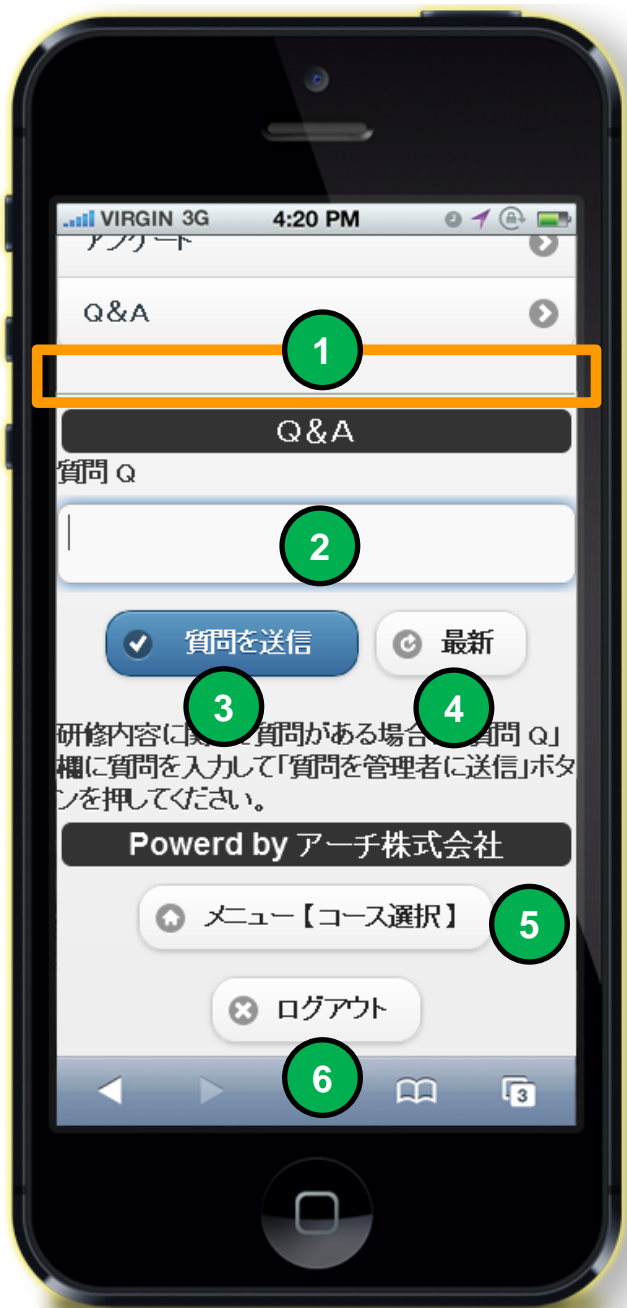 VIRGIN 3G 4:20 PM
アンケート
Q&A
1
Q&A
質問 Q
2
質問を送信 最新
3 4
研修内容に関 質問がある場合 質問 Q」
欄に質問を入力して「質問を管理者に送信」ボタ
ンを押してください。
Powerd by アーチ株式会社
メニュー【コース選択】
5
ログアウト
6
3